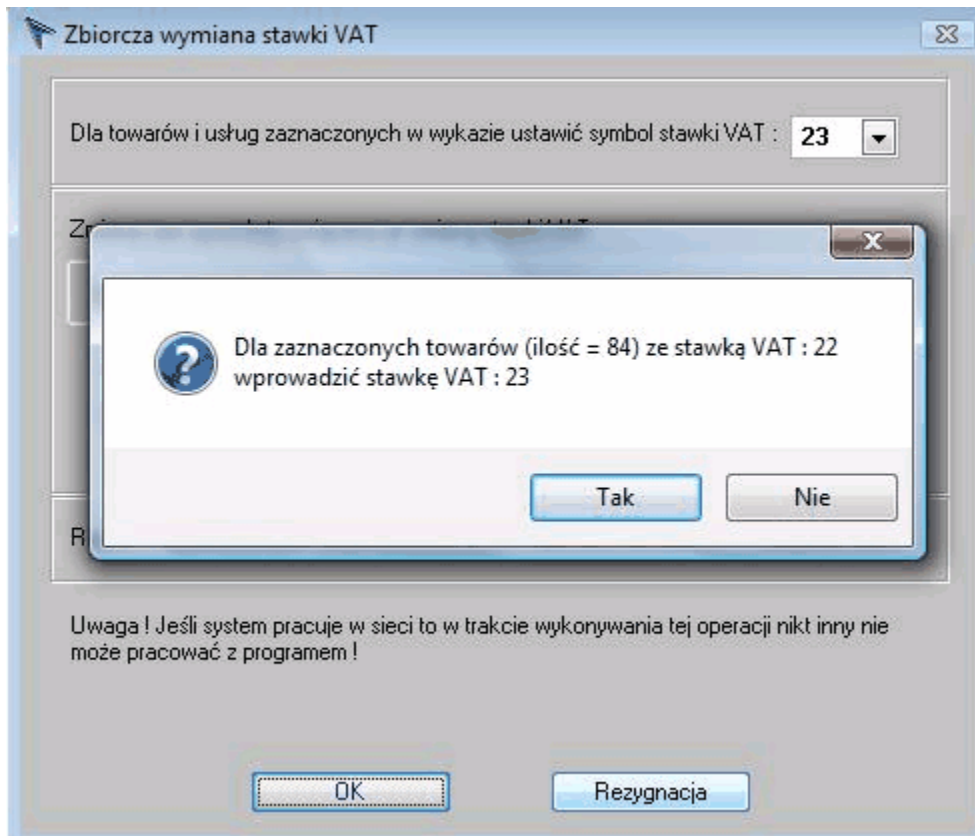 Zbiorcza wymiana stawki VAT
Dla towarów i usług zaznaczonych w wykazie ustawić symbol stawki VAT : 23
Dla zaznaczonych towarów (ilość = 84) ze stawką VAT : 22
wprowadzić stawkę VAT : 23
Tak Nie
Uwaga ! Jeśli system pracuje w sieci to w trakcie wykonywania tej operacji nikt inny nie
może pracować z programem !
OK Rezygnacja